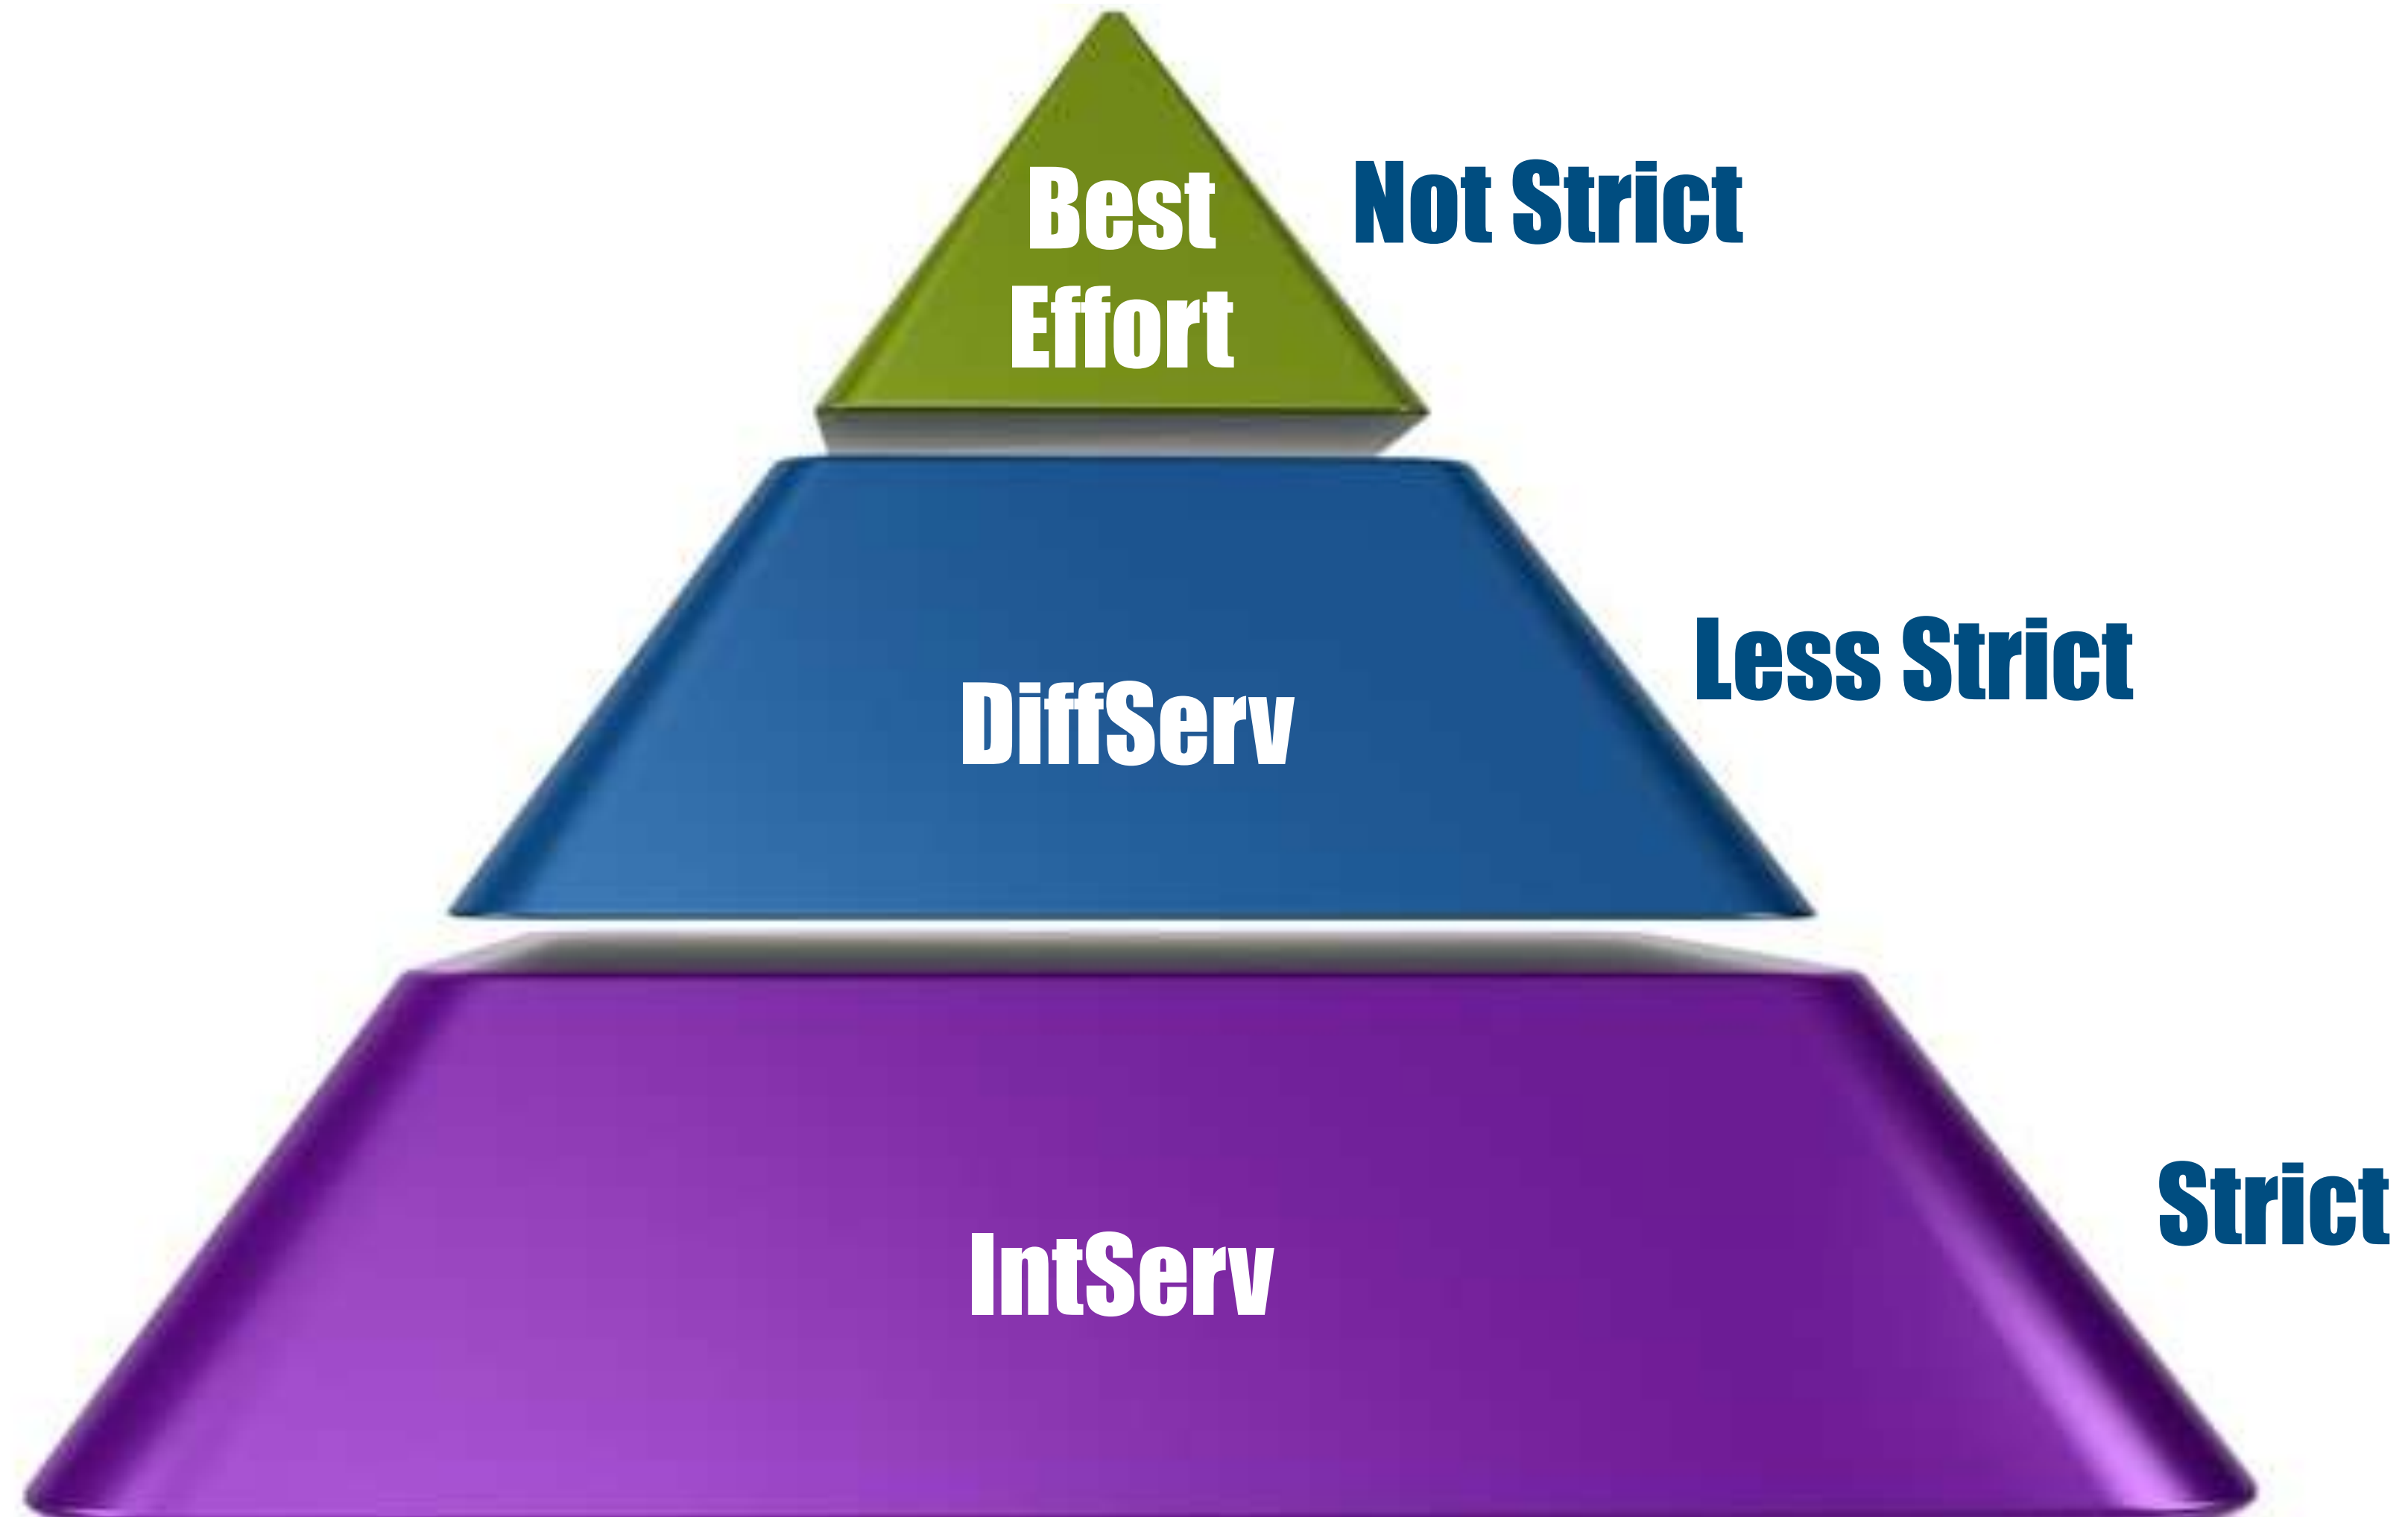 Best
Effort
Not Strict
DiffServ
Less Strict
IntServ
Strict